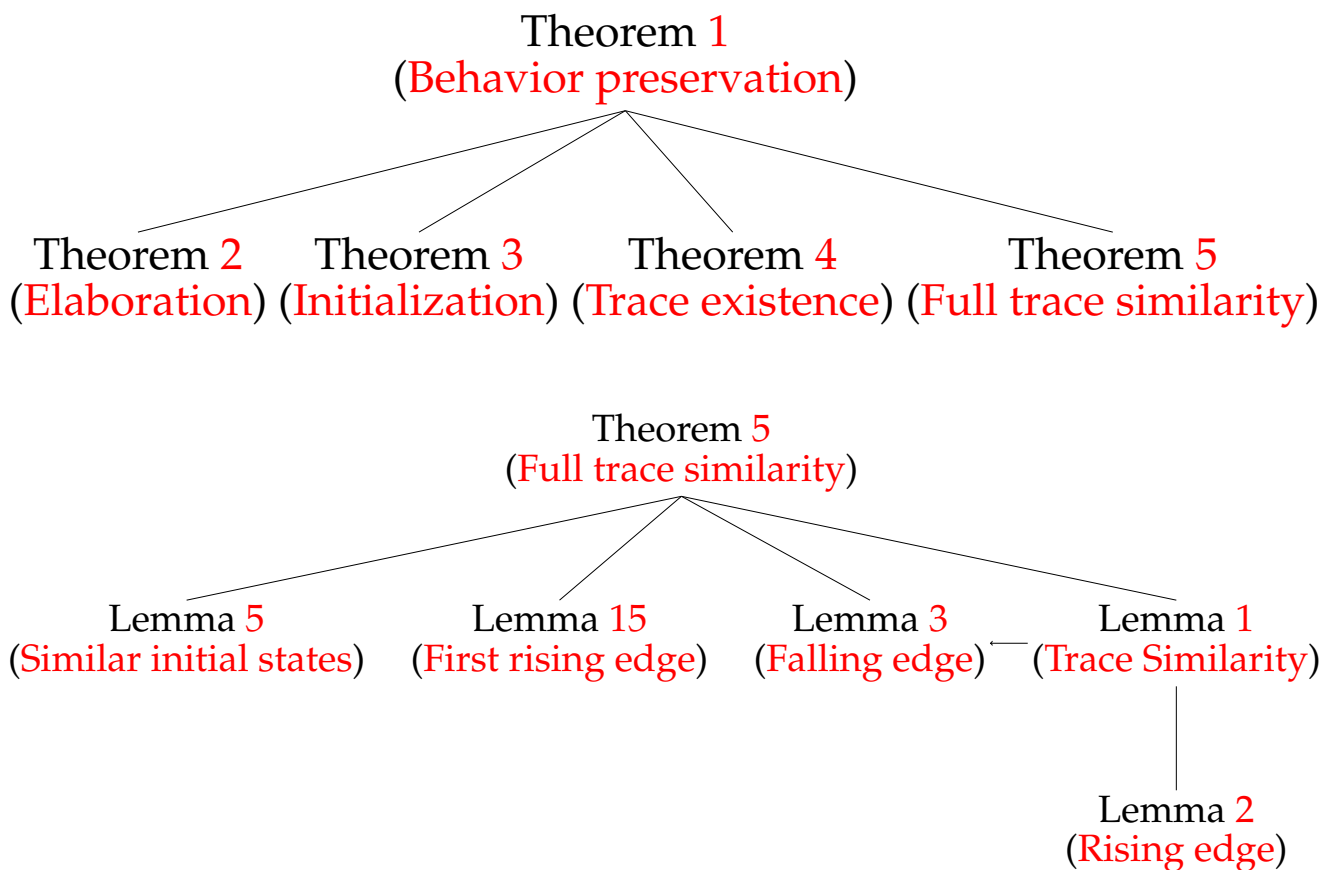 Theorem 1
(Behavior preservation)
Theorem 2 Theorem 3 Theorem 4 Theorem 5
(Elaboration) (Initialization) (Trace existence) (Full trace similarity)
Theorem 5
(Full trace similarity)
Lemma 5 Lemma 15 Lemma 3 Lemma 1
(Similar initial states) (First rising edge) (Falling edge) (Trace Similarity)
Lemma 2
(Rising edge)